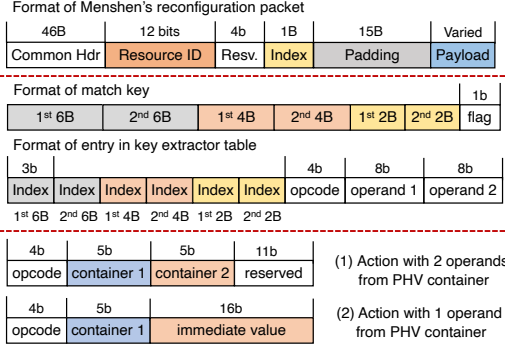 Format of Menshen's reconfiguration packet
46B 12 bits 4b 1B 15B Varied
Common Hdr Resource ID Resv. Index Padding Payload
Format of match key
1b
1st 6B 2nd 6B 1st 4B 2nd 4B 1st 2B 2nd 2B flag
Format of entry in key extractor table
3b 4b 8b 8b
Index Index Index Index Index Index opcode operand 1 operand 2
1st 6B 2nd 6B 1st 4B 2nd 4B 1st 2B 2nd 2B
4b 5b 5b 11b
opcode container 1 container 2 reserved
(1) Action with 2 operands
from PHV container
4b 5b 16b
opcode container 1 immediate value
(2) Action with 1 operand
from PHV container